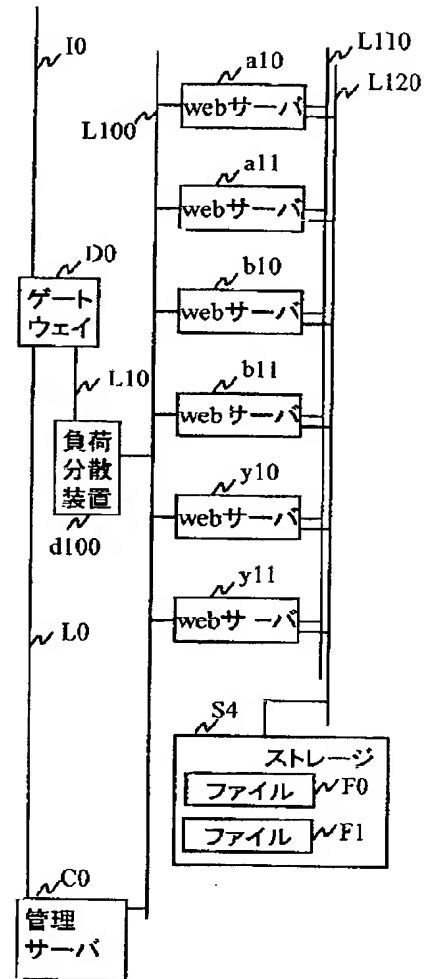 I0
L110
a10
L120
webサーバ
L100
a11
webサーバ
D0
b10
ゲート
ウェイ
webサーバ
L10
b11
webサーバ
負荷
分散
装置
y10
webサーバ
d100
y11
L0
webサーバ
S4
ストレージ
ファイル
F0
ファイル
F1
C0
管理
サーバ